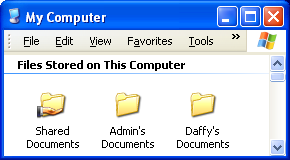 My Computer
File Edit View Favorites Tools »
Files Stored on This Computer
Shared Documents
Admin's Documents
Daffy's Documents